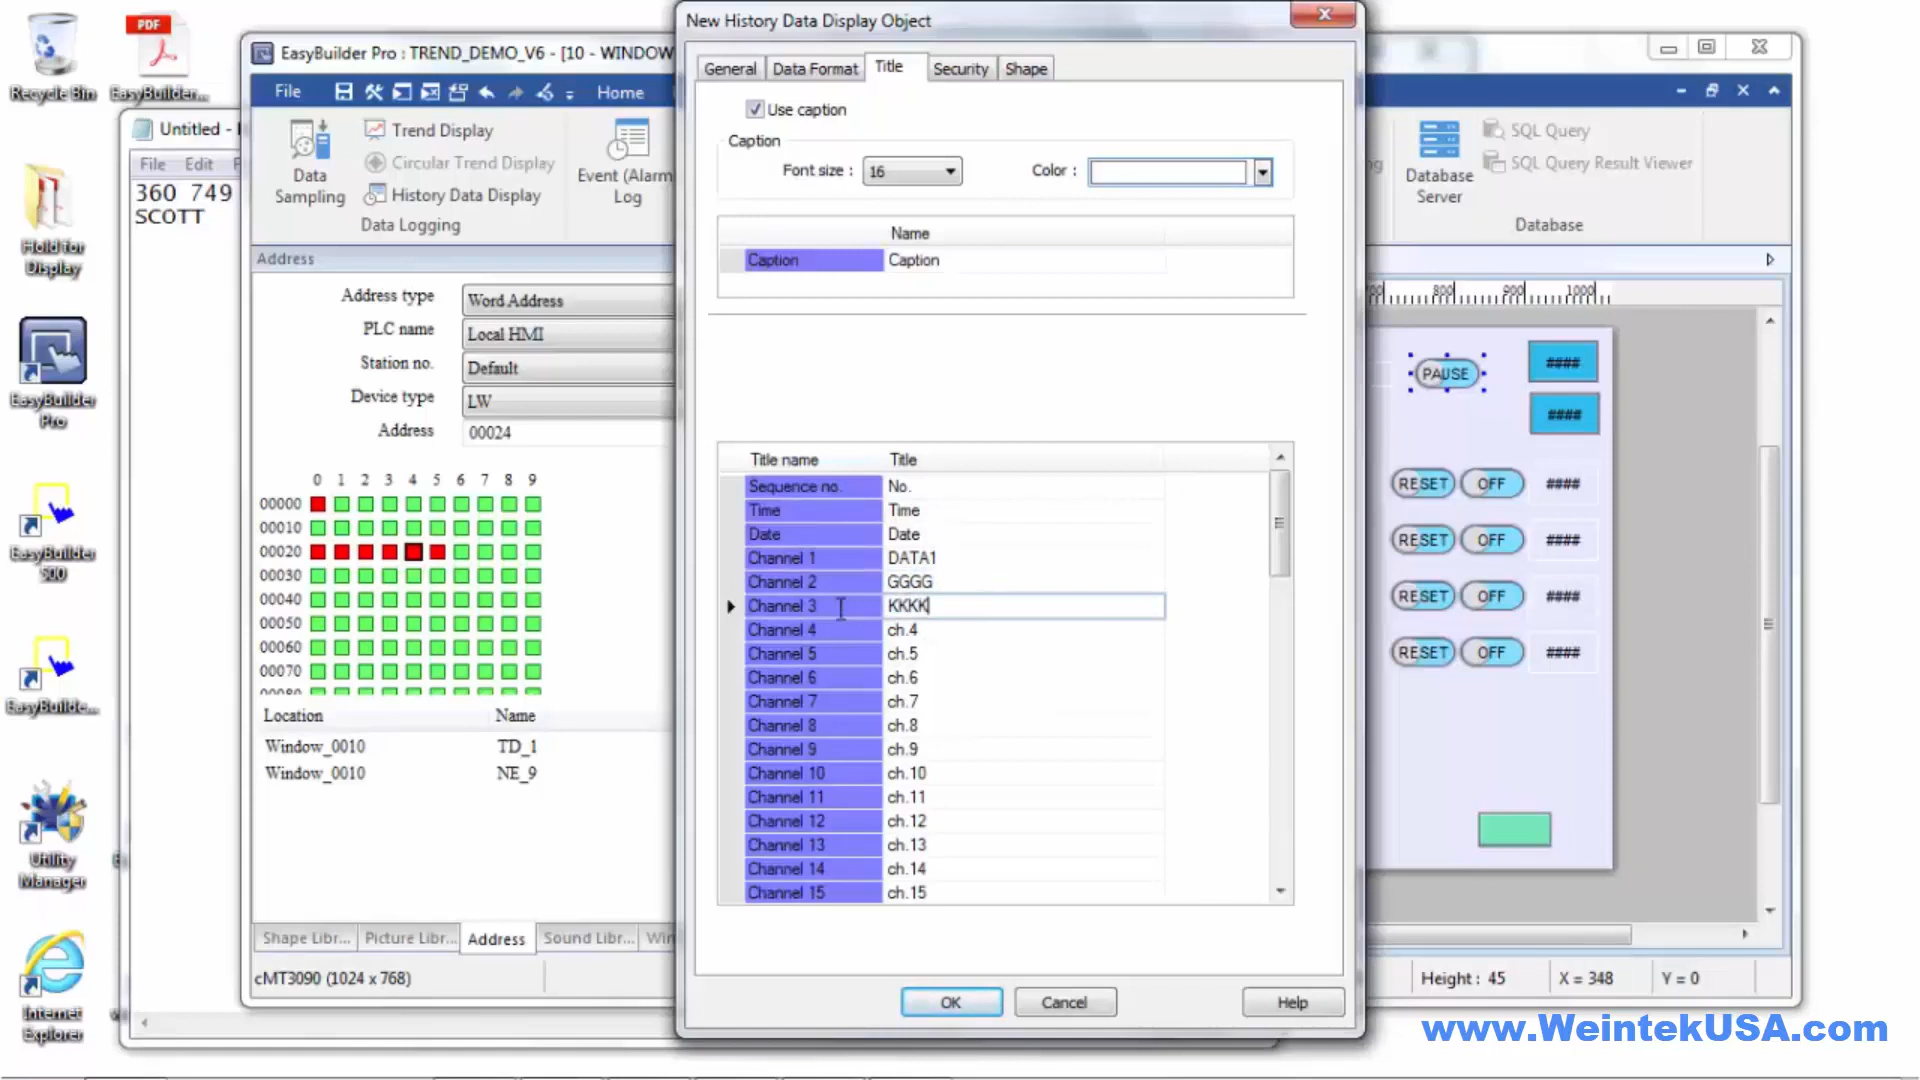 New History Data Display Object
EasyBuilder Pro : TREND_DEMO_V6 - [10 - WINDOW
File
Home
Recycle Bin
EasyBuilder...
Hold for
Display
EasyBuilder
Pro
EasyBuilder
500
EasyBuilde...
Utility
Manager
Internet
Explorer
Untitled -
File Edit
360 749
SCOTT
Data
Sampling
Trend Display
Circular Trend Display
History Data Display
Data Logging
Event (Alarm
Log
Database
Server
SQL Query
SQL Query Result Viewer
Database
Address
Address type
Word Address
PLC name
Local HMI
Station no.
Default
Device type
LW
Address
00024
0 1 2 3 4 5 6 7 8 9
00000
00010
00020
00030
00040
00050
00060
00070
00080
Location Name
Window_0010 TD_1
Window_0010 NE_9
Shape Libr...
Picture Libr...
Address
Sound Libr...
Win
cMT3090 (1024 x 768)
General
Data Format
Title
Security
Shape
Use caption
Caption
Font size :
16
Color :
Name
Caption Caption
Title name Title
Sequence no. No.
Time Time
Date Date
Channel 1 DATA1
Channel 2 GGGG
Channel 3 KKKK
Channel 4 ch.4
Channel 5 ch.5
Channel 6 ch.6
Channel 7 ch.7
Channel 8 ch.8
Channel 9 ch.9
Channel 10 ch.10
Channel 11 ch.11
Channel 12 ch.12
Channel 13 ch.13
Channel 14 ch.14
Channel 15 ch.15
OK
Cancel
Help
800 900 1000
PAUSE
####
####
RESET OFF ####
RESET OFF ####
RESET OFF ####
RESET OFF ####
Height : 45
X = 348
Y = 0
www.WeintekUSA.com